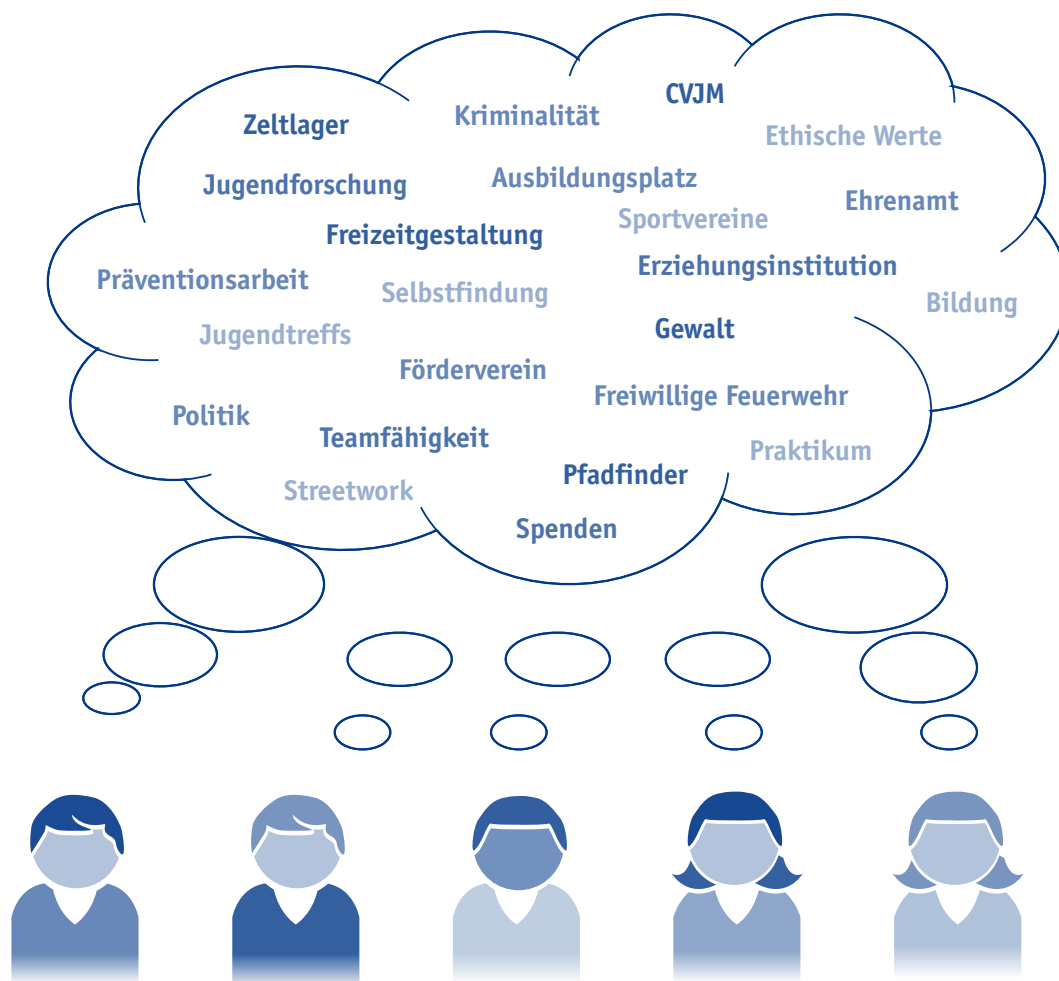 CVJM
Zeltlager
Kriminalität
Ethische Werte
Jugendforschung
Ausbildungsplatz
Ehrenamt
Sportvereine
Freizeitgestaltung
Erziehungsinstitution
Präventionsarbeit
Selbstfindung
Bildung
Jugendtreffs
Gewalt
Förderverein
Freiwillige Feuerwehr
Politik
Teamfähigkeit
Praktikum
Pfadfinder
Streetwork
Spenden